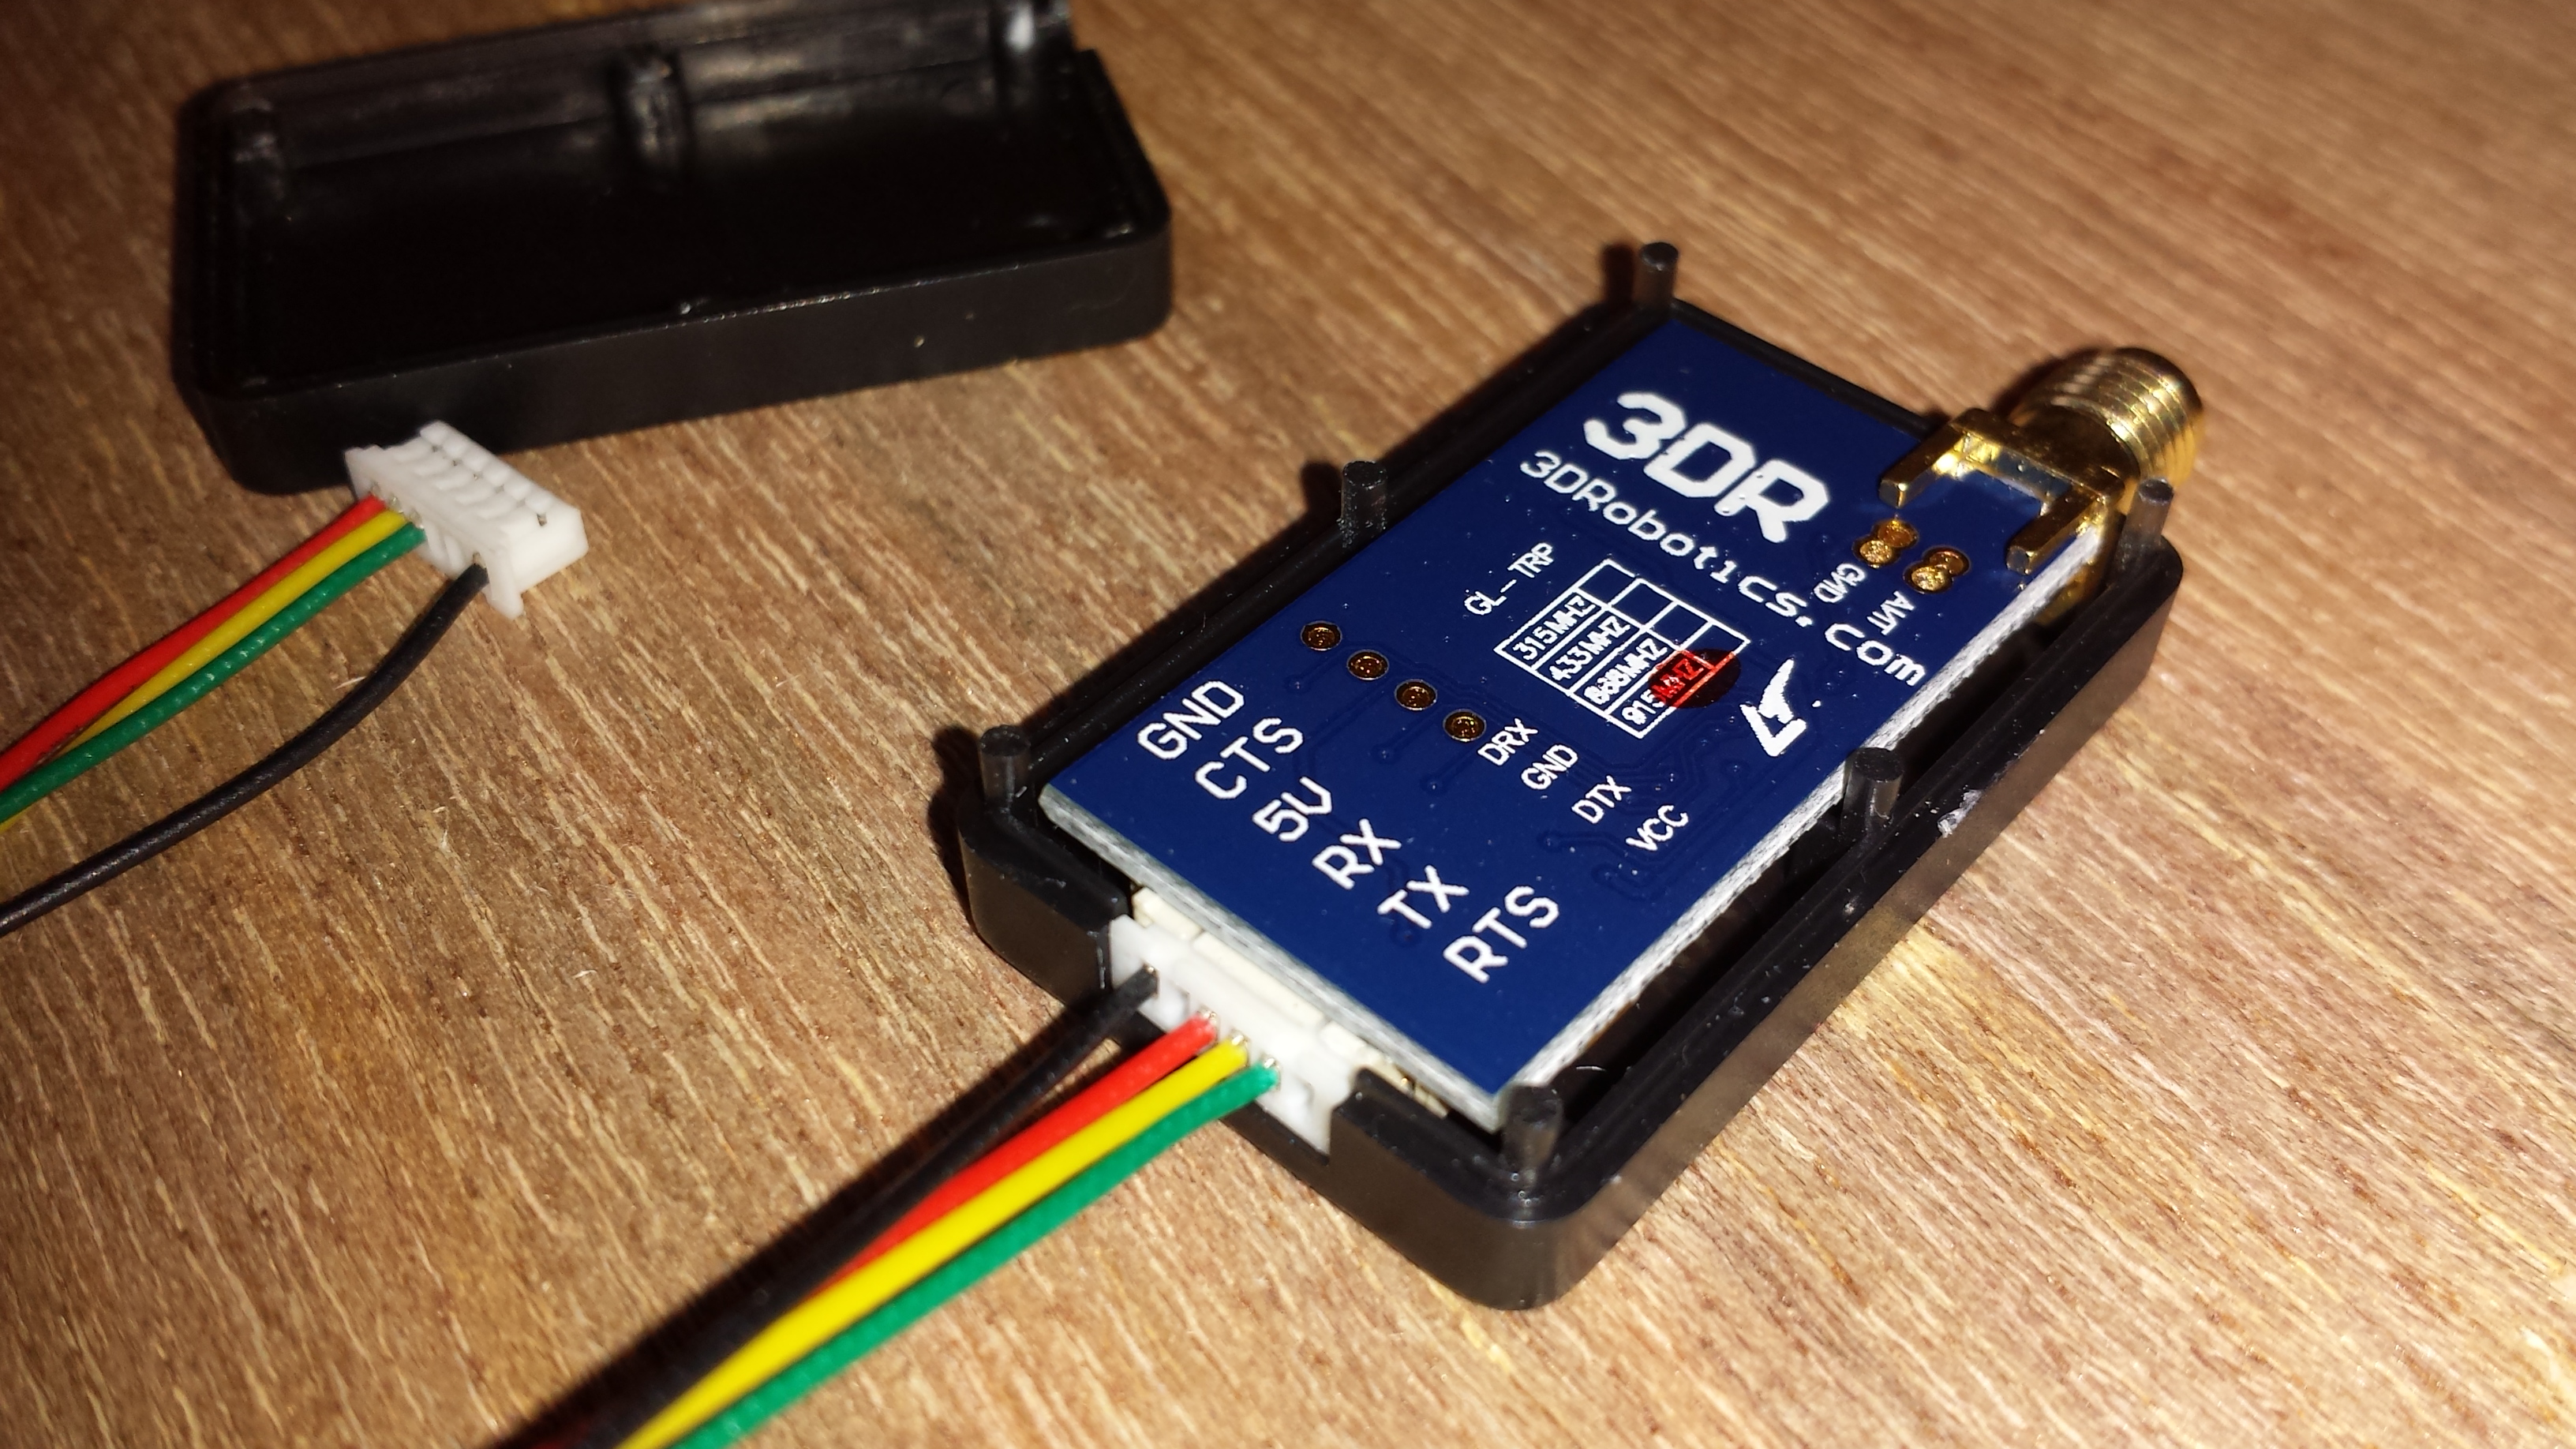 3DR
3DRobotics.Com
GND
ANT
GL-TRP
315MHZ
433MHZ
868MHZ
915MHZ
DRX
GND
DTX
VCC
GND
CTS
5V
RX
TX
RTS